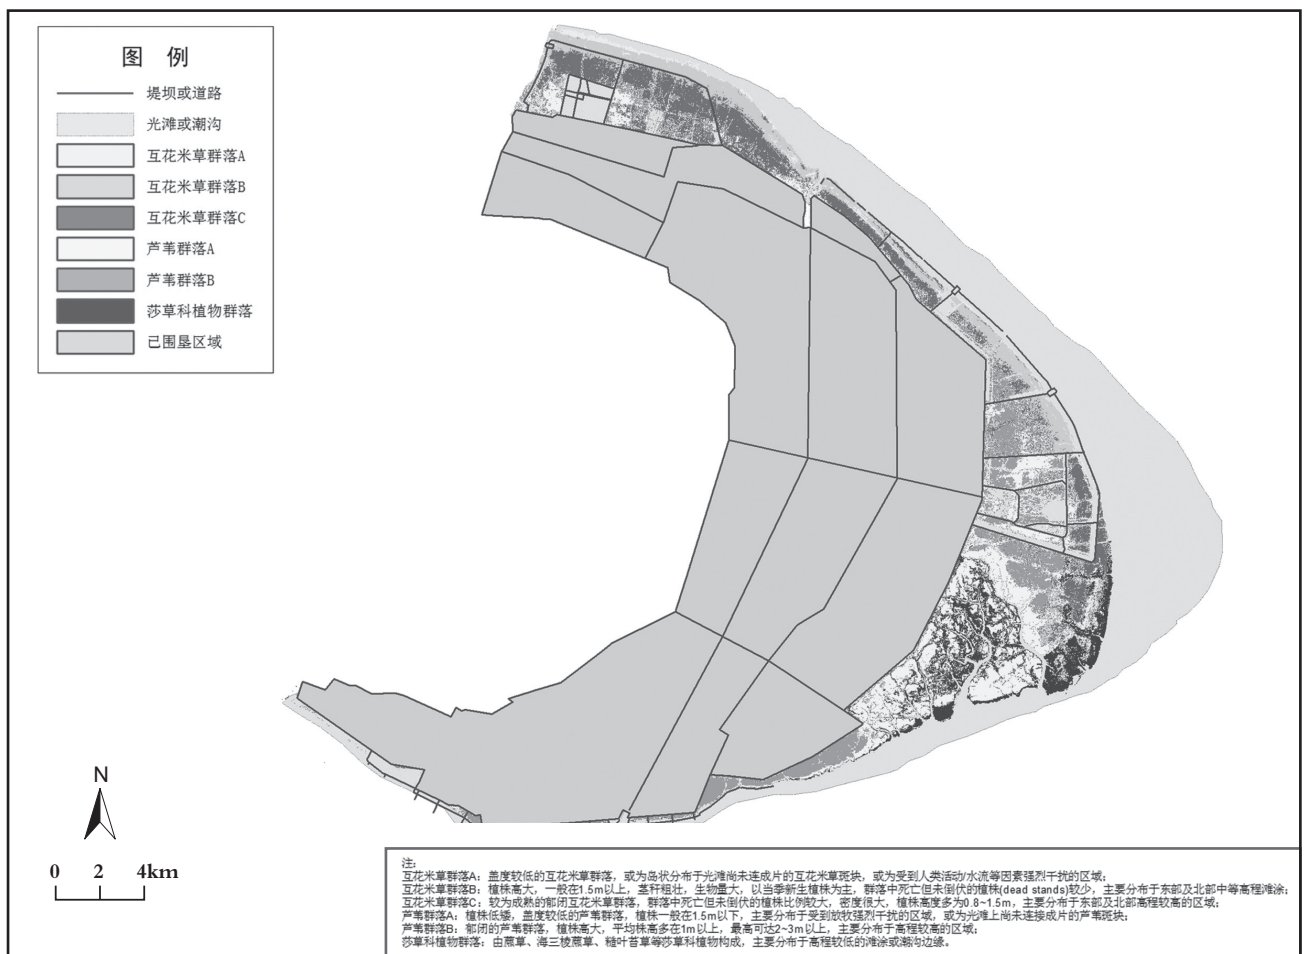 图 例
堤坝或道路
光滩或潮沟
互花米草群落A
互花米草群落B
互花米草群落C
芦苇群落A
芦苇群落B
莎草科植物群落
已围垦区域
N
0 2 4km
注:
互花米草群落A：盖度较低的互花米草群落，或为岛状分布于光滩尚未连成片的互花米草斑块，或为受到人类活动/水流等因素强烈干扰的区域；
互花米草群落B：植株高大，一般在1.5m以上，茎秆粗壮，生物量大，以当季新生植株为主，群落中死亡但未倒伏的植株(dead stands)较少，主要分布于东部及北部中等高程滩涂；
互花米草群落C：较为成熟的郁闭互花米草群落，群落中死亡但未倒伏的植株比例较大，密度很大，植株高度多为0.8~1.5m，主要分布于东部及北部高程较高的区域；
芦苇群落A：植株低矮，盖度较低的芦苇群落，植株一般在1.5m以下，主要分布于受到放牧强烈干扰的区域，或为光滩上尚未连接成片的芦苇斑块；
芦苇群落B：郁闭的芦苇群落，植株高大，平均株高多在1m以上，最高可达2~3m以上，主要分布于高程较高的区域；
莎草科植物群落：由藨草、海三棱藨草、糙叶苔草等莎草科植物构成，主要分布于高程较低的滩涂或潮沟边缘。